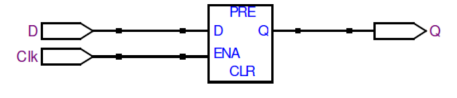 PRE
D D Q Q
Clk ENA
CLR